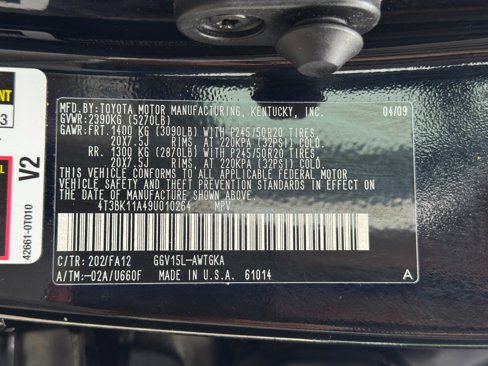 MFD.BY:TOYOTA MOTOR MANUFACTURING, KENTUCKY, INC. 04/09
GVWR:2390KG (5270LB)
GAWR:FRT.1400 KG (3090LB) WITH P245/50R20 TIRES,
20X7.5J RIMS, AT 220KPA (32PSI) COLD.
RR. 1300 KG (2870LB) WITH P245/50R20 TIRES,
20X7.5J RIMS, AT 220KPA (32PSI) COLD.
THIS VEHICLE CONFORMS TO ALL APPLICABLE FEDERAL MOTOR
VEHICLE SAFETY AND THEFT PREVENTION STANDARDS IN EFFECT
ON THE DATE OF MANUFACTURE SHOWN ABOVE.
4T3BK11A49U010264 MPV
C/TR:202/FA12 GGV15L-AWTGKA
A/TM:-02A/U660F MADE IN U.S.A. 61014 A
V2
42661-0T010
3